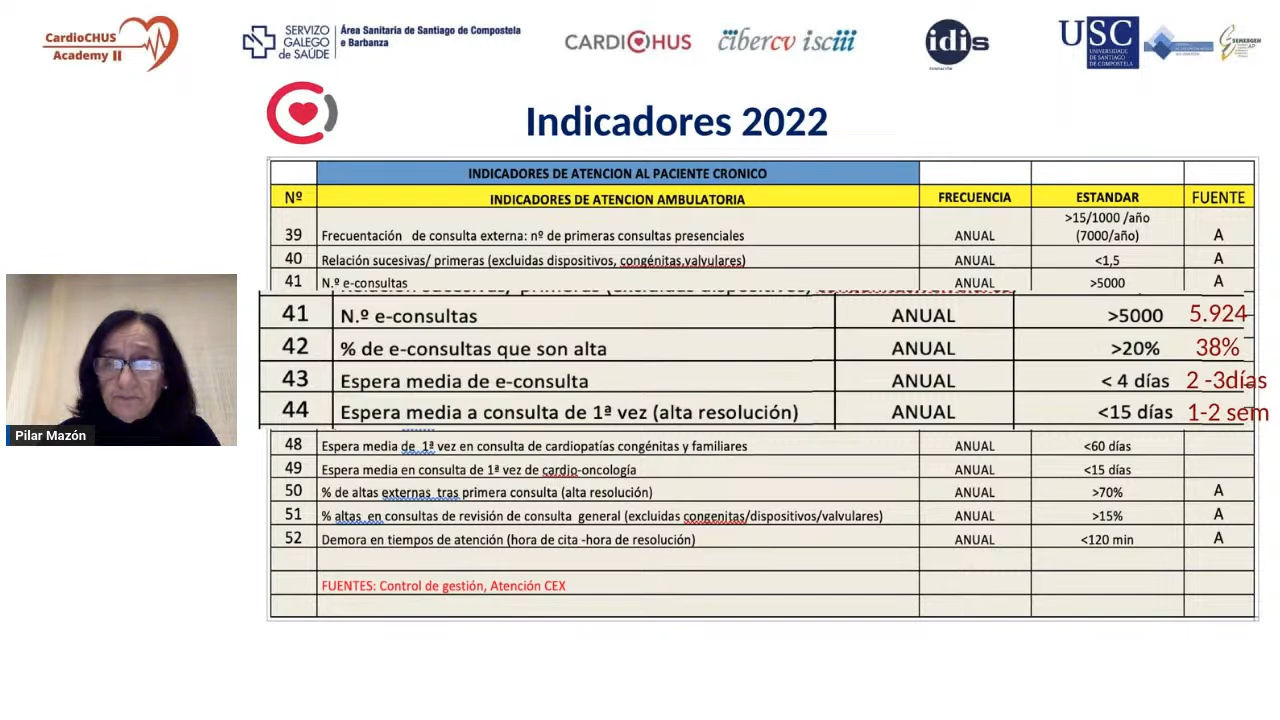 CardioCHUS
Academy II
SERVIZO
GALEGO
de SAÚDE
Área Sanitaria de Santiago de Compostela
e Barbanza
CARDIOHUS
cibercv isciii
idis
FUNDACIÓN
USC
UNIVERSIDADE
DE SANTIAGO
DE COMPOSTELA
SEMERGEN
Indicadores 2022
INDICADORES DE ATENCION AL PACIENTE CRONICO
Nº INDICADORES DE ATENCION AMBULATORIA FRECUENCIA ESTANDAR FUENTE
39 Frecuentación de consulta externa: nº de primeras consultas presenciales ANUAL >15/1000 /año (7000/año) A
40 Relación sucesivas/ primeras (excluidas dispositivos, congénitas,valvulares) ANUAL <1,5 A
41 N.º e-consultas ANUAL >5000 A
41 N.º e-consultas ANUAL >5000 5.924
42 % de e-consultas que son alta ANUAL >20% 38%
43 Espera media de e-consulta ANUAL < 4 días 2 -3días
44 Espera media a consulta de 1ª vez (alta resolución) ANUAL <15 días 1-2 sem
48 Espera media de 1ª vez en consulta de cardiopatías congénitas y familiares ANUAL <60 días
49 Espera media en consulta de 1ª vez de cardio-oncología ANUAL <15 días
50 % de altas externas tras primera consulta (alta resolución) ANUAL >70% A
51 % altas en consultas de revisión de consulta general (excluidas congenitas/dispositivos/valvulares) ANUAL >15% A
52 Demora en tiempos de atención (hora de cita -hora de resolución) ANUAL <120 min A
FUENTES: Control de gestión, Atención CEX
Pilar Mazón